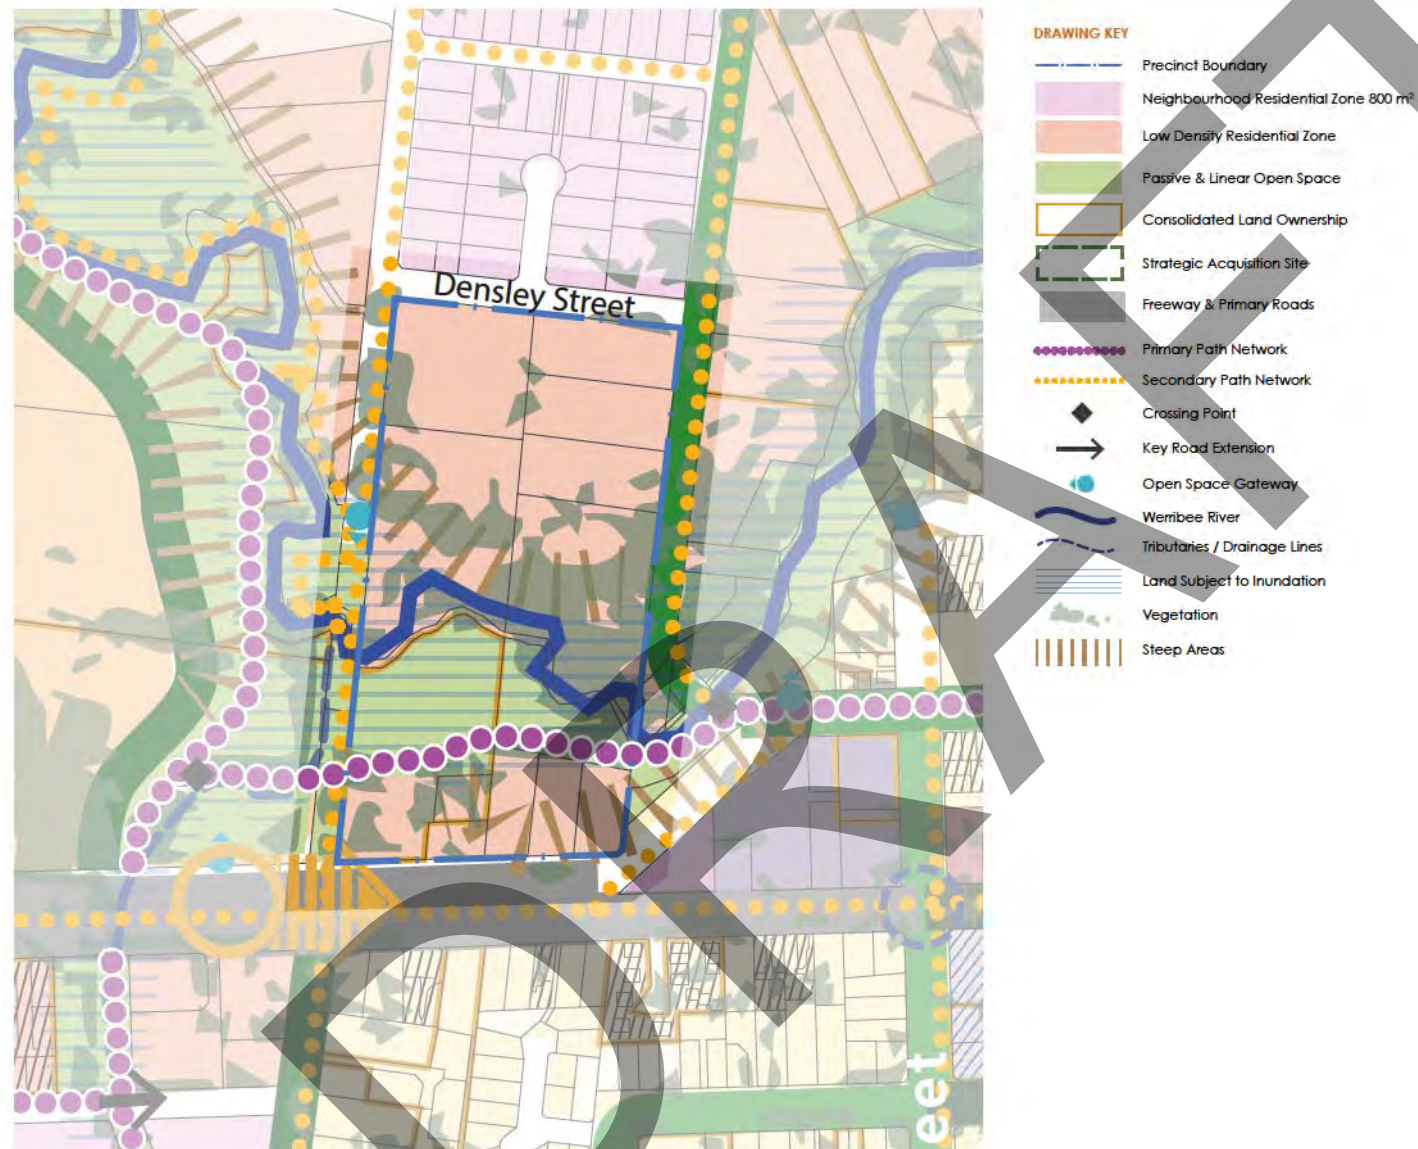 Densley Street
eet
DRAFT
DRAWING KEY
Precinct Boundary
Neighbourhood Residential Zone 800 m²
Low Density Residential Zone
Passive & Linear Open Space
Consolidated Land Ownership
Strategic Acquisition Site
Freeway & Primary Roads
Primary Path Network
Secondary Path Network
Crossing Point
Key Road Extension
Open Space Gateway
Werribee River
Tributaries / Drainage Lines
Land Subject to Inundation
Vegetation
Steep Areas